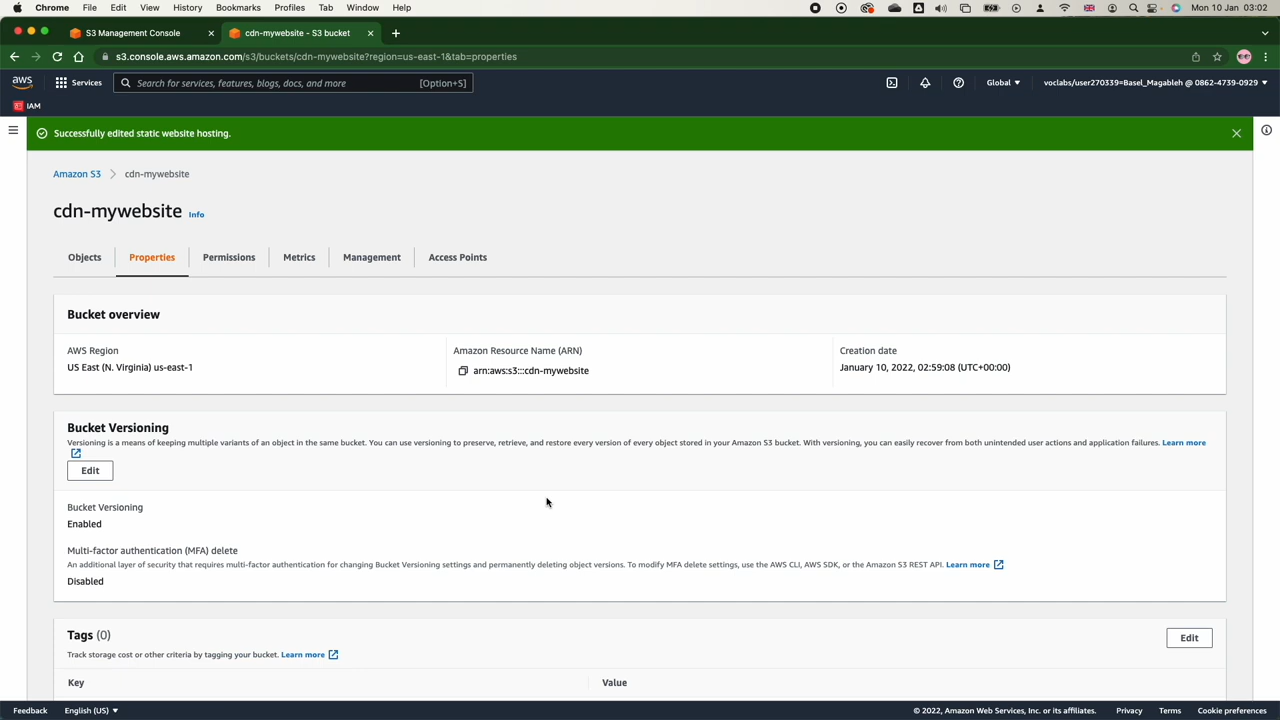 Chrome File Edit View History Bookmarks Profiles Tab Window Help Mon 10 Jan 03:02
S3 Management Console cdn-mywebsite - S3 bucket
s3.console.aws.amazon.com/s3/buckets/cdn-mywebsite?region=us-east-1&tab=properties
aws Services Search for services, features, blogs, docs, and more [Option+S] Global voclabs/user270339=Basel_Magableh @ 0862-4739-0929
IAM
Successfully edited static website hosting.
Amazon S3 cdn-mywebsite
cdn-mywebsite Info
Objects Properties Permissions Metrics Management Access Points
Bucket overview
AWS Region Amazon Resource Name (ARN) Creation date
US East (N. Virginia) us-east-1 arn:aws:s3:::cdn-mywebsite January 10, 2022, 02:59:08 (UTC+00:00)
Bucket Versioning
Versioning is a means of keeping multiple variants of an object in the same bucket. You can use versioning to preserve, retrieve, and restore every version of every object stored in your Amazon S3 bucket. With versioning, you can easily recover from both unintended user actions and application failures. Learn more
Edit
Bucket Versioning
Enabled
Multi-factor authentication (MFA) delete
An additional layer of security that requires multi-factor authentication for changing Bucket Versioning settings and permanently deleting object versions. To modify MFA delete settings, use the AWS CLI, AWS SDK, or the Amazon S3 REST API. Learn more
Disabled
Tags (0) Edit
Track storage cost or other criteria by tagging your bucket. Learn more
Key Value
Feedback English (US) © 2022, Amazon Web Services, Inc. or its affiliates. Privacy Terms Cookie preferences